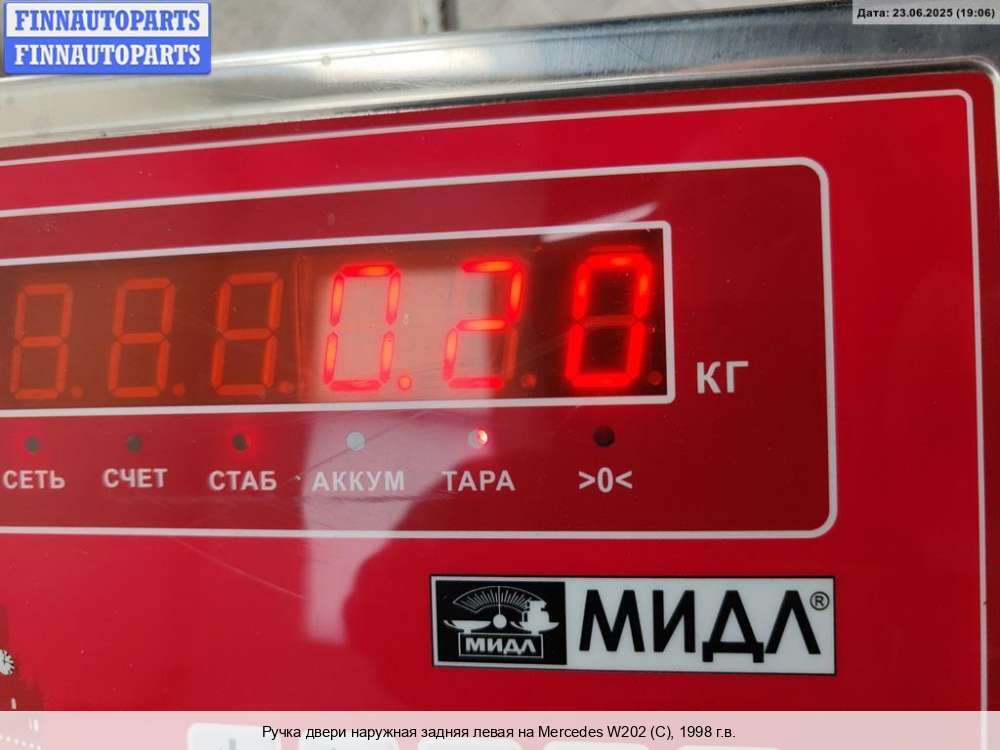 FINNAUTOPARTS
FINNAUTOPARTS
Дата: 23.06.2025 (19:06)
0.20
КГ
СЕТЬ СЧЕТ СТАБ АККУМ ТАРА >0<
МИДЛ МИДЛ®
Ручка двери наружная задняя левая на Mercedes W202 (C), 1998 г.в.